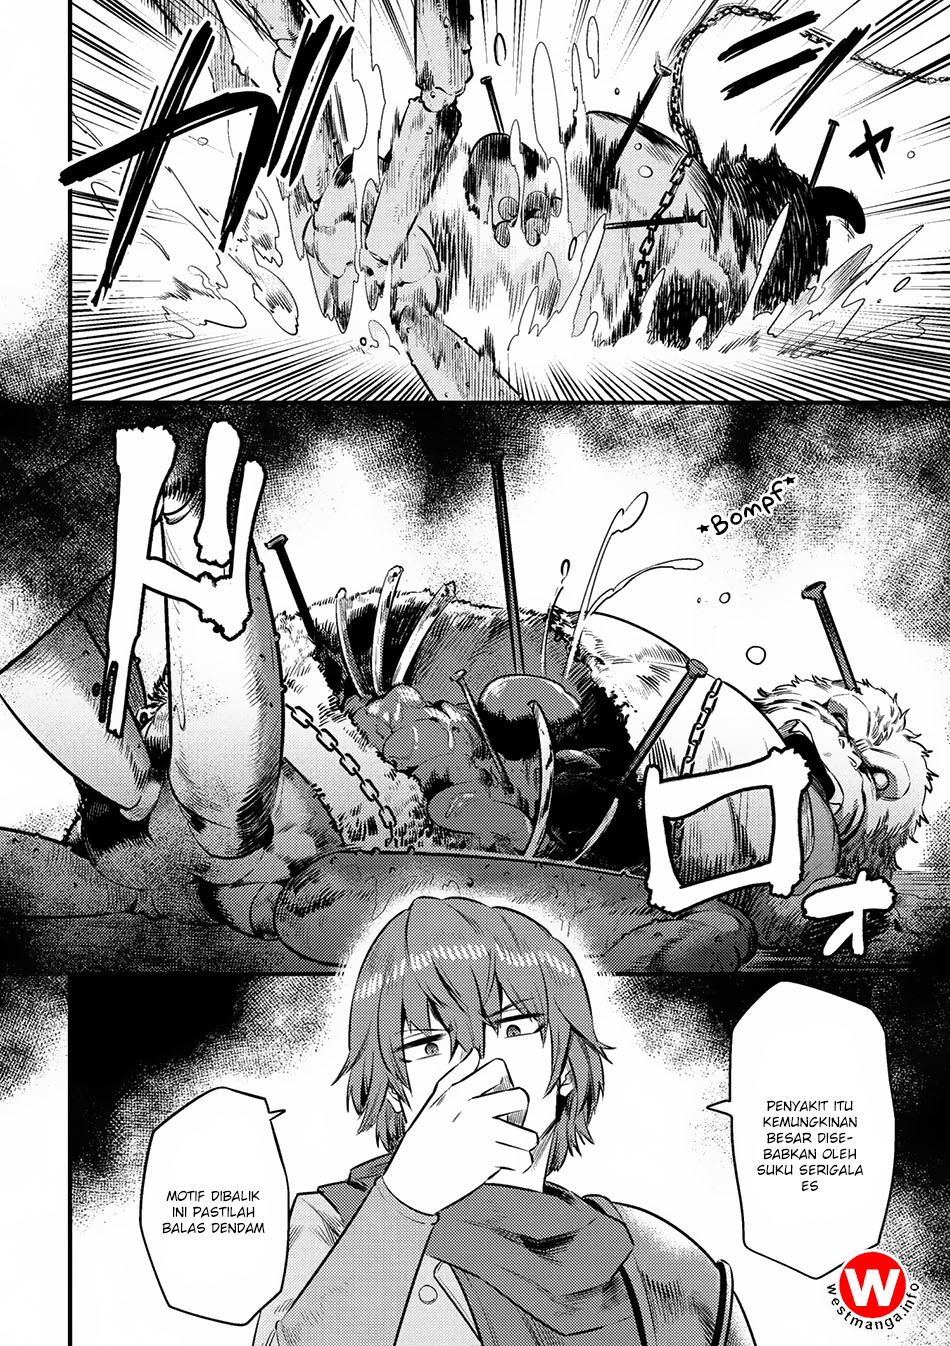 *Bompf*
PENYAKIT ITU
KEMUNGKINAN
BESAR DISE-
BABKAN OLEH
SUKU SERIGALA
ES
MOTIF DIBALIK
INI PASTILAH
BALAS DENDAM
W
westmanga.info